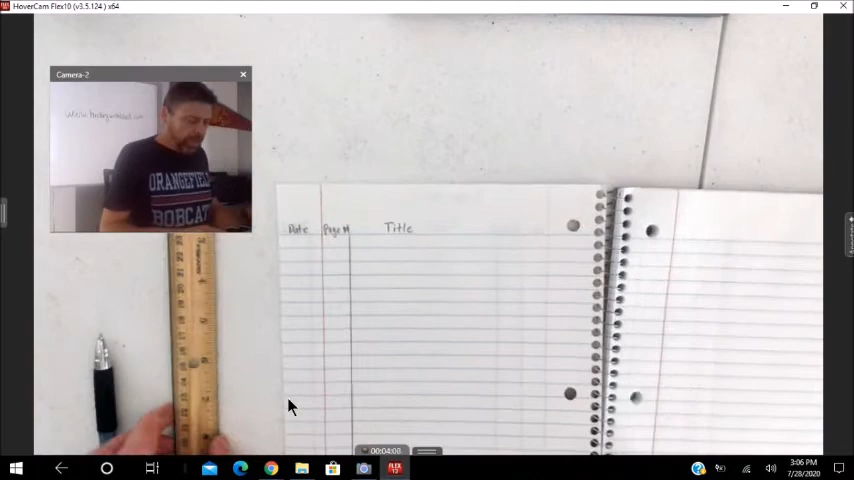 HoverCam Flex10 (v3.5.124 ) x64
Camera-2
ORANGEFIELD
BOBCAT
Date Page # Title
00:04:08
3:06 PM
7/28/2020